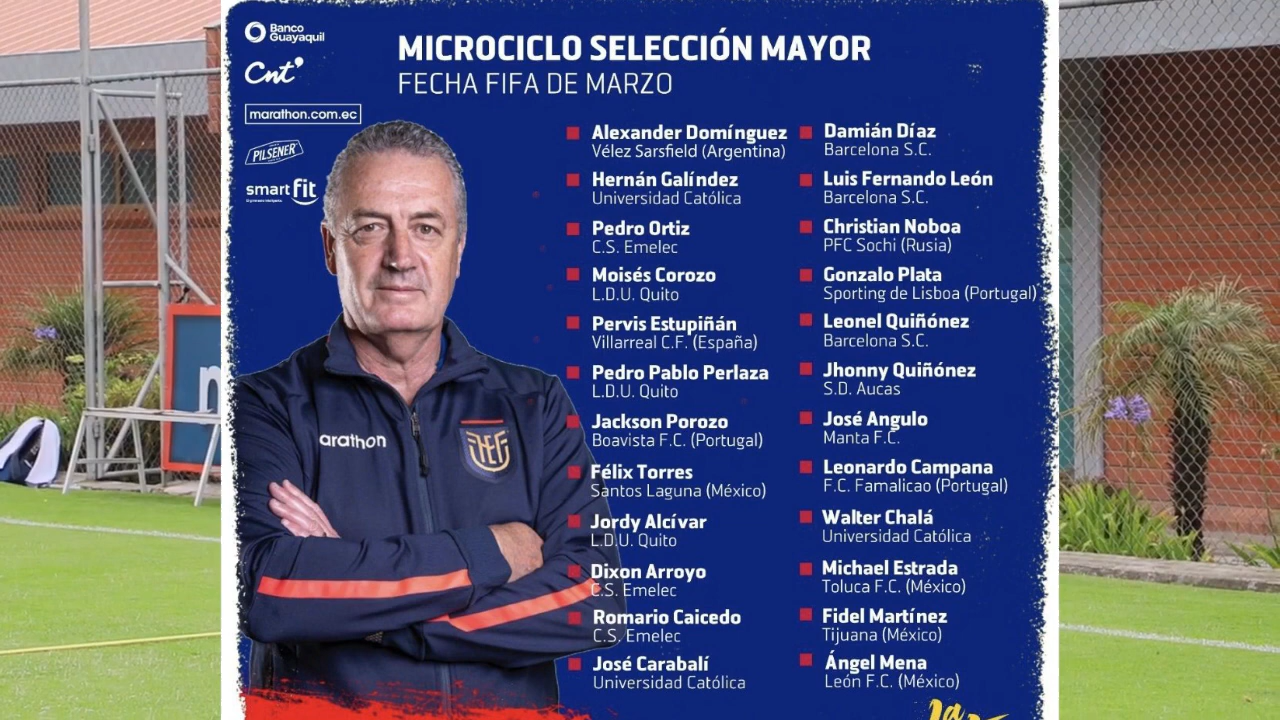 Banco
Guayaquil
Cnt
marathon.com.ec
PILSENER
smart fit
MICROCICLO SELECCIÓN MAYOR
FECHA FIFA DE MARZO
Alexander Domínguez
Vélez Sarsfield (Argentina)
Hernán Galíndez
Universidad Católica
Pedro Ortiz
C.S. Emelec
Moisés Corozo
L.D.U. Quito
Pervis Estupiñán
Villarreal C.F. (España)
Pedro Pablo Perlaza
L.D.U. Quito
Jackson Porozo
Boavista F.C. (Portugal)
Félix Torres
Santos Laguna (México)
Jordy Alcívar
L.D.U. Quito
Dixon Arroyo
C.S. Emelec
Romario Caicedo
C.S. Emelec
José Carabalí
Universidad Católica
Damián Díaz
Barcelona S.C.
Luis Fernando León
Barcelona S.C.
Christian Noboa
PFC Sochi (Rusia)
Gonzalo Plata
Sporting de Lisboa (Portugal)
Leonel Quiñónez
Barcelona S.C.
Jhonny Quiñónez
S.D. Aucas
José Angulo
Manta F.C.
Leonardo Campana
F.C. Famalicao (Portugal)
Walter Chalá
Universidad Católica
Michael Estrada
Toluca F.C. (México)
Fidel Martínez
Tijuana (México)
Ángel Mena
León F.C. (México)
arathon
FEF
La